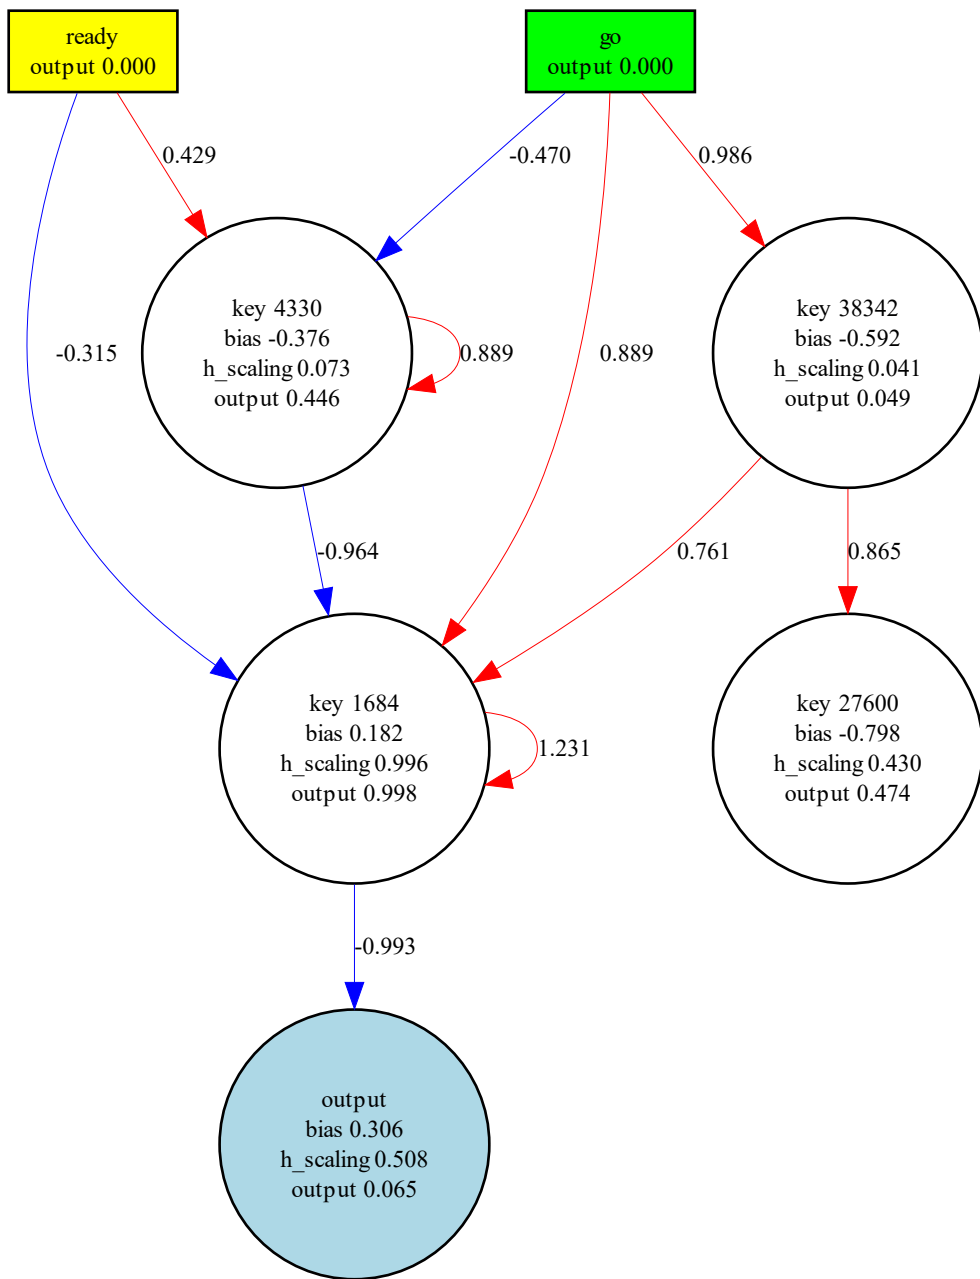 ready
output 0.000
go
output 0.000
0.429
-0.470
0.986
key 4330
bias -0.376
h_scaling 0.073
output 0.446
key 38342
bias -0.592
h_scaling 0.041
output 0.049
-0.315
0.889
0.889
-0.964
0.761
0.865
key 1684
bias 0.182
h_scaling 0.996
output 0.998
1.231
key 27600
bias -0.798
h_scaling 0.430
output 0.474
-0.993
output
bias 0.306
h_scaling 0.508
output 0.065